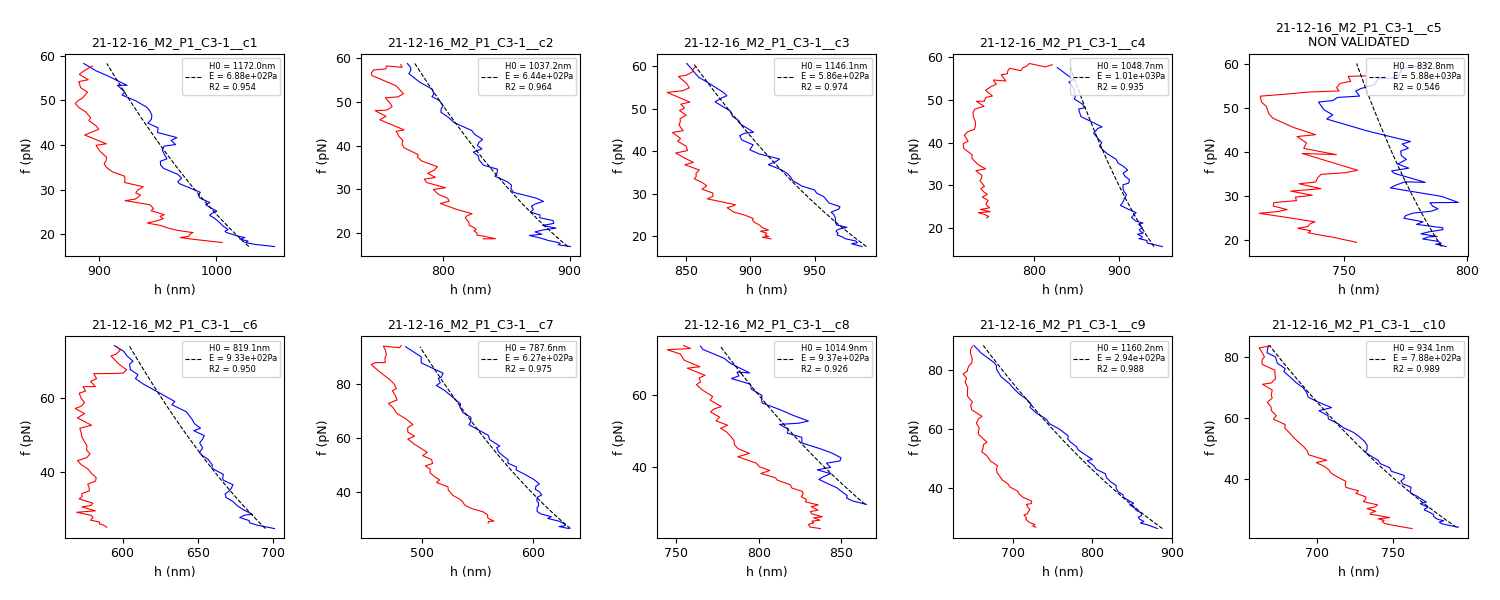 21-12-16_M2_P1_C3-1__c1
H0 = 1172.0nm
E = 6.88e+02Pa
R2 = 0.954
f (pN)
60
50
40
30
20
900
1000
h (nm)
21-12-16_M2_P1_C3-1__c2
H0 = 1037.2nm
E = 6.44e+02Pa
R2 = 0.964
f (pN)
60
50
40
30
20
800
900
h (nm)
21-12-16_M2_P1_C3-1__c3
H0 = 1146.1nm
E = 5.86e+02Pa
R2 = 0.974
f (pN)
60
50
40
30
20
850
900
950
h (nm)
21-12-16_M2_P1_C3-1__c4
H0 = 1048.7nm
E = 1.01e+03Pa
R2 = 0.935
f (pN)
60
50
40
30
20
800
900
h (nm)
21-12-16_M2_P1_C3-1__c5
NON VALIDATED
H0 = 832.8nm
E = 5.88e+03Pa
R2 = 0.546
f (pN)
60
50
40
30
20
750
800
h (nm)
21-12-16_M2_P1_C3-1__c6
H0 = 819.1nm
E = 9.33e+02Pa
R2 = 0.950
f (pN)
60
40
600
650
700
h (nm)
21-12-16_M2_P1_C3-1__c7
H0 = 787.6nm
E = 6.27e+02Pa
R2 = 0.975
f (pN)
80
60
40
500
600
h (nm)
21-12-16_M2_P1_C3-1__c8
H0 = 1014.9nm
E = 9.37e+02Pa
R2 = 0.926
f (pN)
60
40
750
800
850
h (nm)
21-12-16_M2_P1_C3-1__c9
H0 = 1160.2nm
E = 2.94e+02Pa
R2 = 0.988
f (pN)
80
60
40
700
800
900
h (nm)
21-12-16_M2_P1_C3-1__c10
H0 = 934.1nm
E = 7.88e+02Pa
R2 = 0.989
f (pN)
80
60
40
700
750
h (nm)